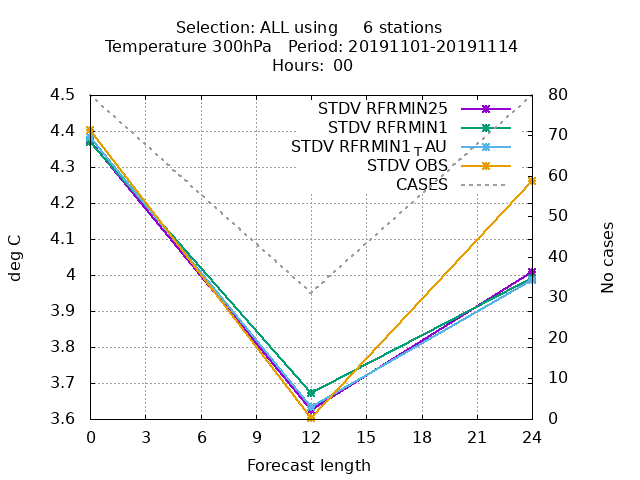 Selection: ALL using     6 stations
Temperature 300hPa   Period: 20191101-20191114
Hours:  00
4.5
4.4
4.3
4.2
4.1
4
3.9
3.8
3.7
3.6
deg C
STDV RFRMIN25
STDV RFRMIN1
STDV RFRMIN1_TAU
STDV OBS
CASES
80
70
60
50
40
30
20
10
0
No cases
0 3 6 9 12 15 18 21 24
Forecast length